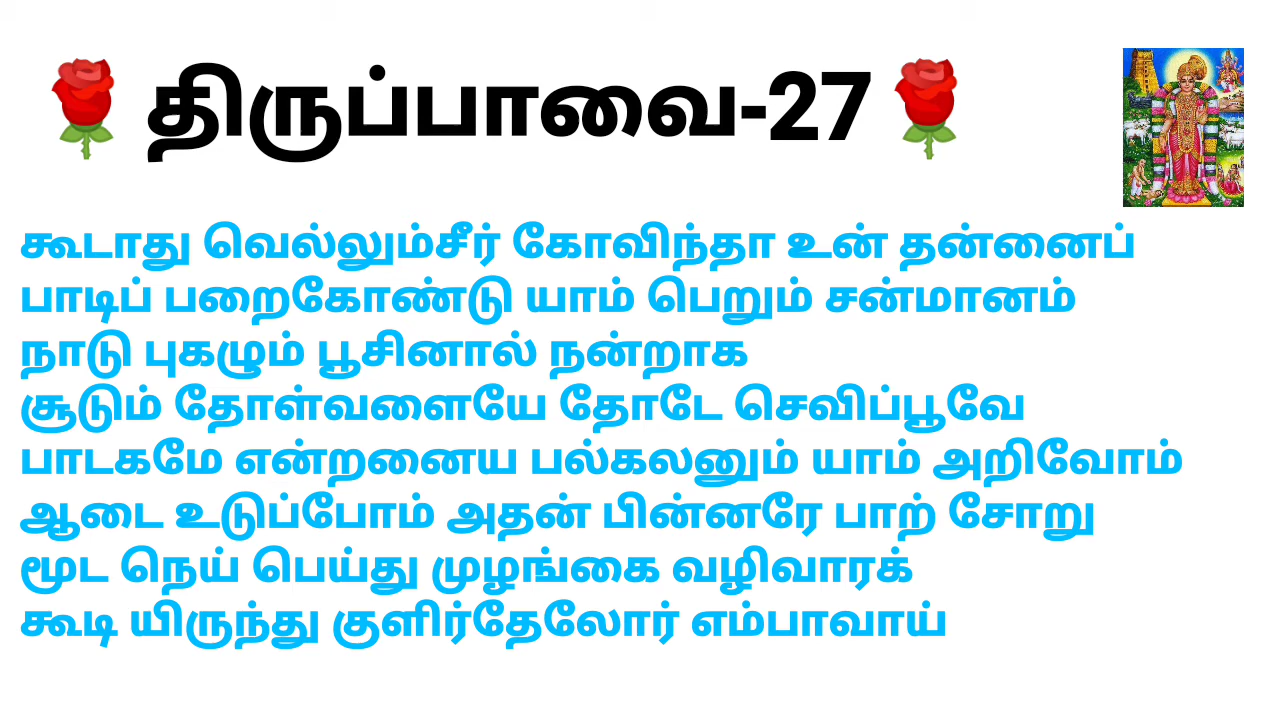 🌹திருப்பாவை-27🌹
கூடாது வெல்லும்சீர் கோவிந்தா உன் தன்னைப்
பாடிப் பறைகோண்டு யாம் பெறும் சன்மானம்
நாடு புகழும் பூசினால் நன்றாக
சூடும் தோள்வளையே தோடே செவிப்பூவே
பாடகமே என்றனைய பல்கலனும் யாம் அறிவோம்
ஆடை உடுப்போம் அதன் பின்னரே பாற் சோறு
மூட நெய் பெய்து முழங்கை வழிவாரக்
கூடி யிருந்து குளிர்தேலோர் எம்பாவாய்